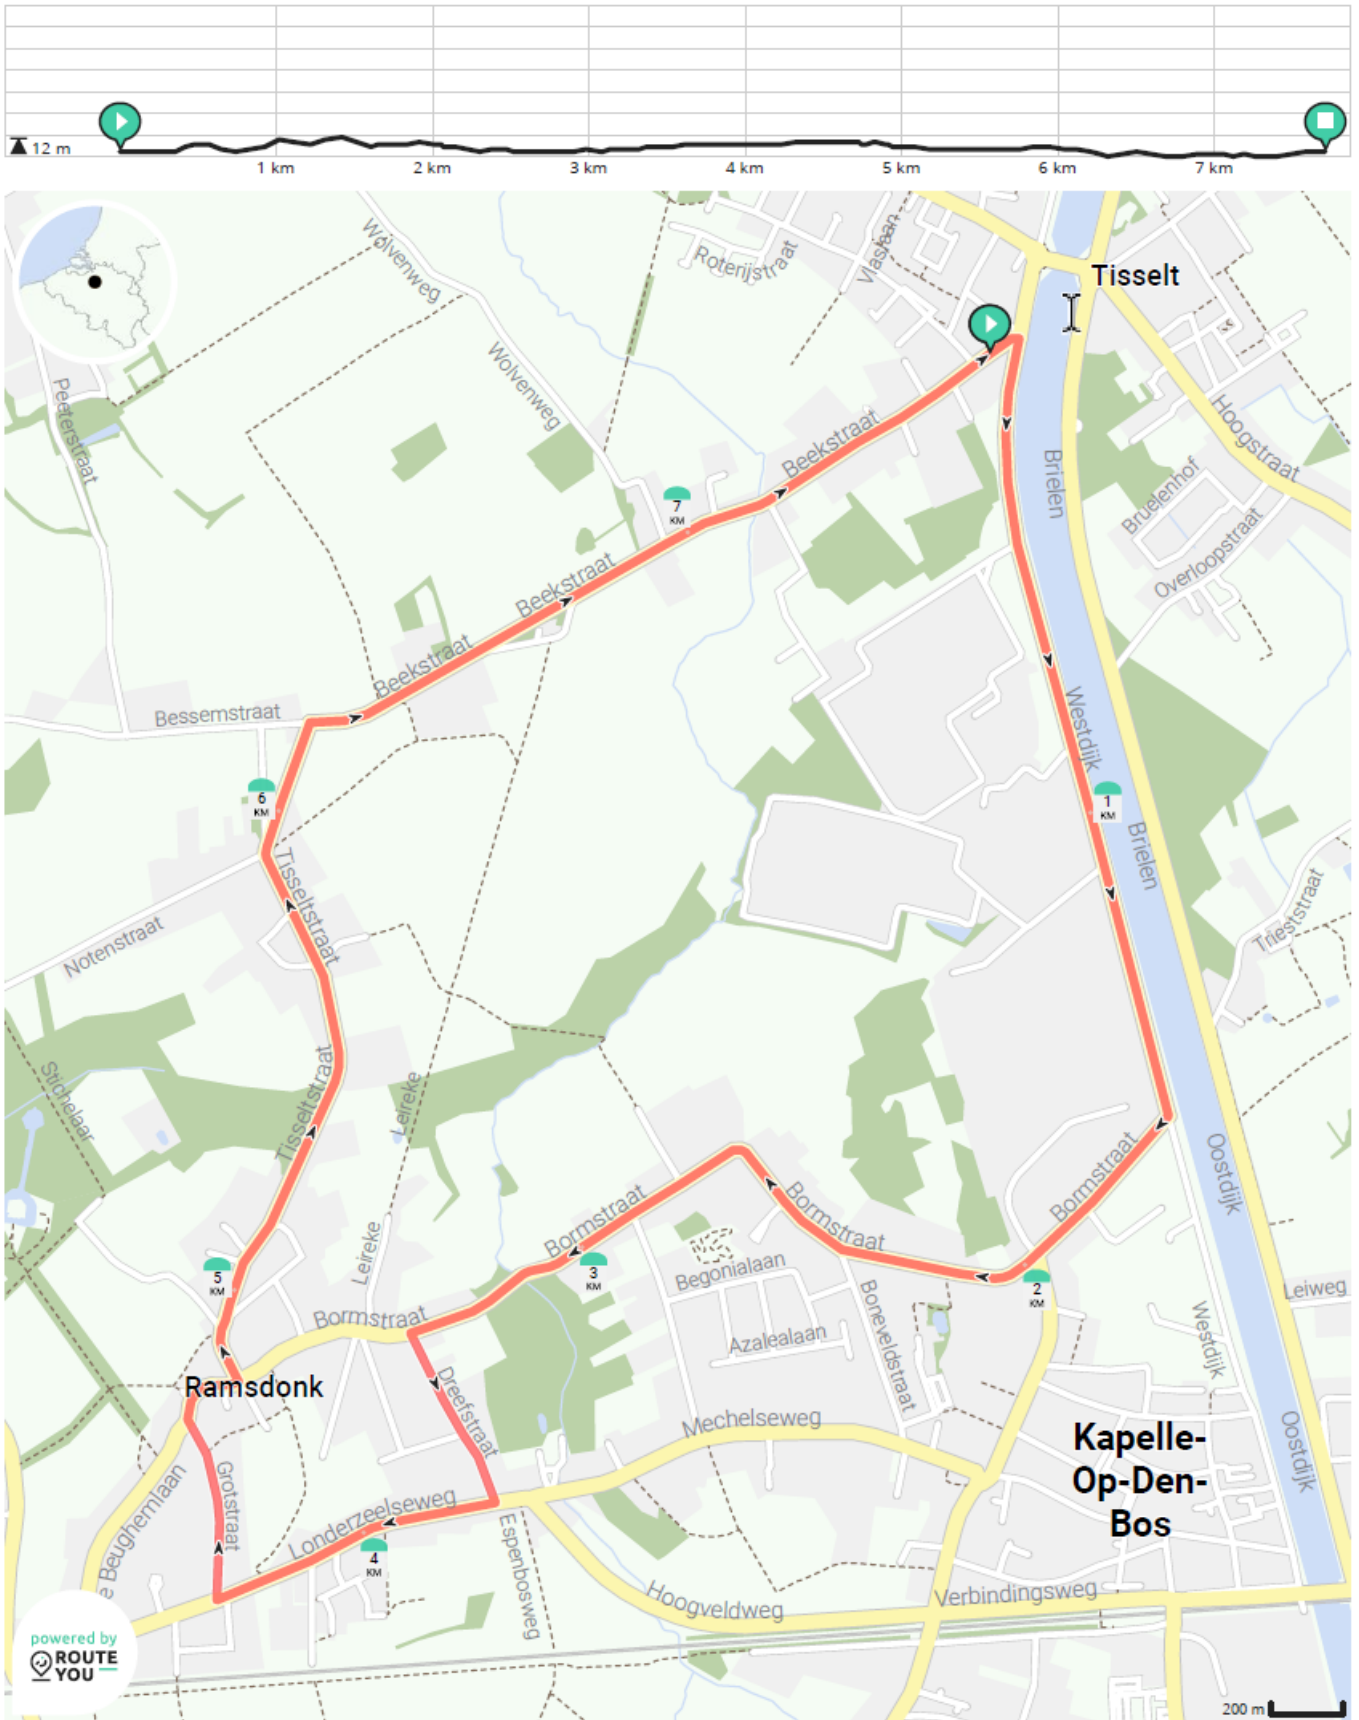 12 m
1 km
2 km
3 km
4 km
5 km
6 km
7 km
Wolvenweg
Roterijstraat
Vlaslaan
Tisselt
Wolvenweg
Peeterstraat
Hoogstraat
Beekstraat
Brielen
Bruelenhof
7
KM
Overloopstraat
Beekstraat
Beekstraat
Bessemstraat
Westdijk
6
KM
1
KM
Brielen
Tisseltstraat
Notenstraat
Trieststraat
Stichelaar
Tisseltstraat
Leireke
Bormstraat
Oostdijk
Bormstraat
Bormstraat
Leireke
5
KM
3
KM
Begonialaan
2
KM
Leiweg
Bormstraat
Azalealaan
Boneveldstraat
Westdijk
Ramsdonk
Dreefstraat
Mechelseweg
Kapelle-
Op-Den-
Bos
Oostdijk
Grotstraat
Londerzeelseweg
e Beughemlaan
4
KM
Espenbosweg
Hoogveldweg
Verbindingsweg
powered by
ROUTE
YOU
200 m